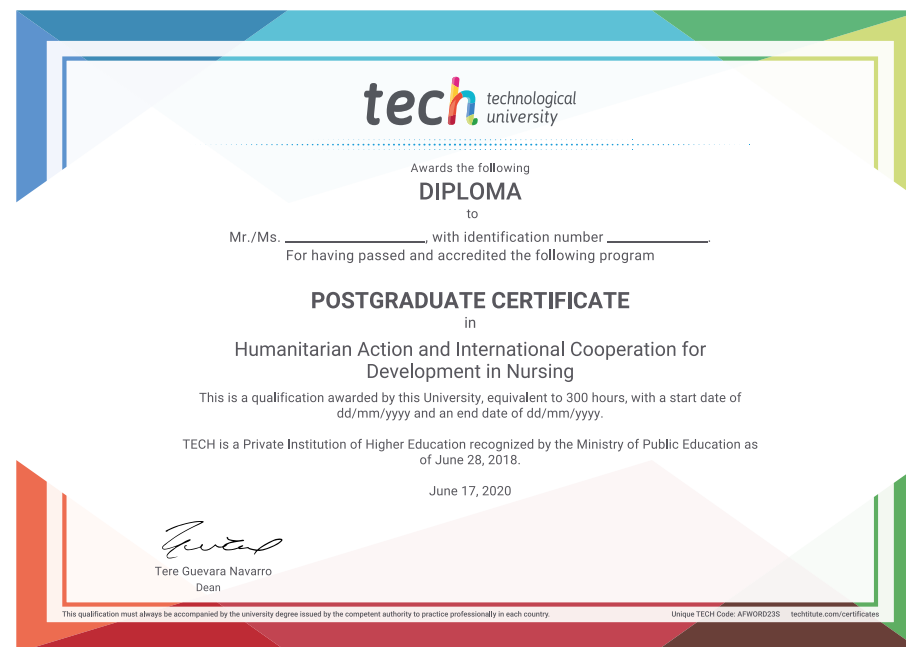 tech technological
university
Awards the following
DIPLOMA
to
Mr./Ms. ____________________, with identification number ______________.
For having passed and accredited the following program
POSTGRADUATE CERTIFICATE
in
Humanitarian Action and International Cooperation for
Development in Nursing
This is a qualification awarded by this University, equivalent to 300 hours, with a start date of
dd/mm/yyyy and an end date of dd/mm/yyyy.
TECH is a Private Institution of Higher Education recognized by the Ministry of Public Education as
of June 28, 2018.
June 17, 2020
Tere Guevara Navarro
Dean
This qualification must always be accompanied by the university degree issued by the competent authority to practice professionally in each country.
Unique TECH Code: AFWORD23S techtitute.com/certificates